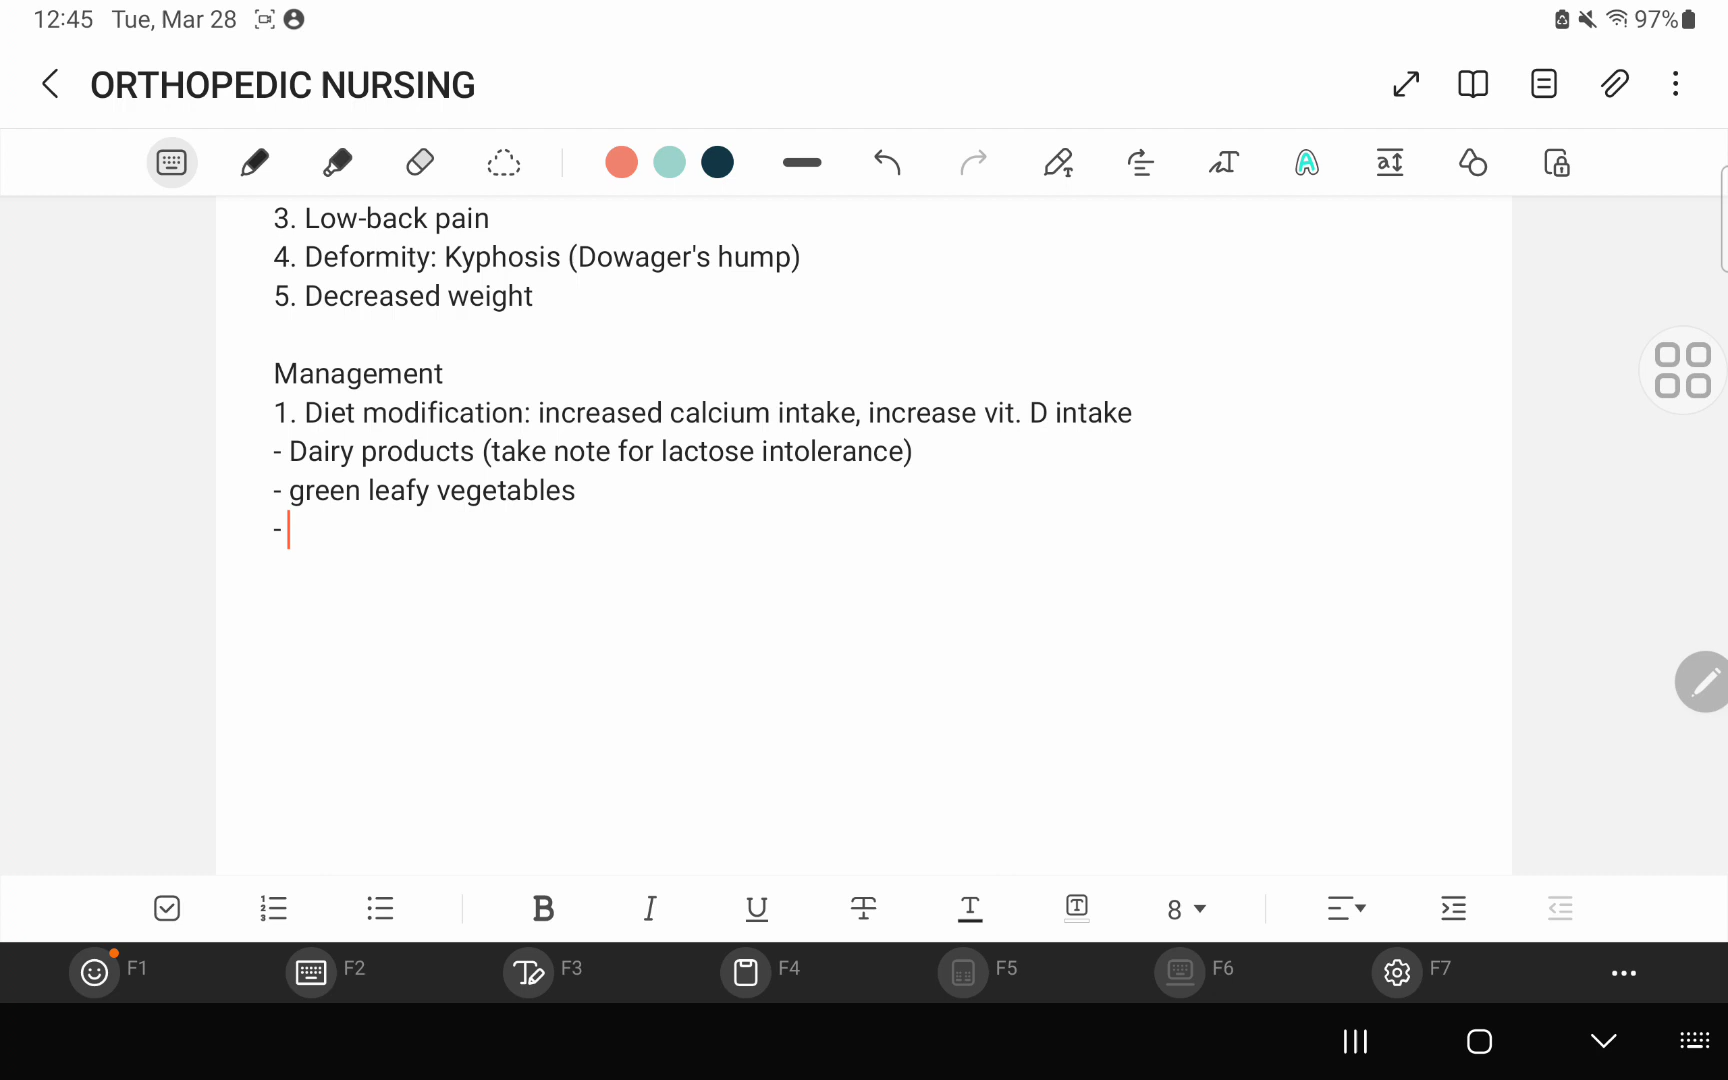 12:45 Tue, Mar 28 97%
ORTHOPEDIC NURSING
3. Low-back pain
4. Deformity: Kyphosis (Dowager's hump)
5. Decreased weight
Management
1. Diet modification: increased calcium intake, increase vit. D intake
- Dairy products (take note for lactose intolerance)
- green leafy vegetables
-
8
F1 F2 F3 F4 F5 F6 F7